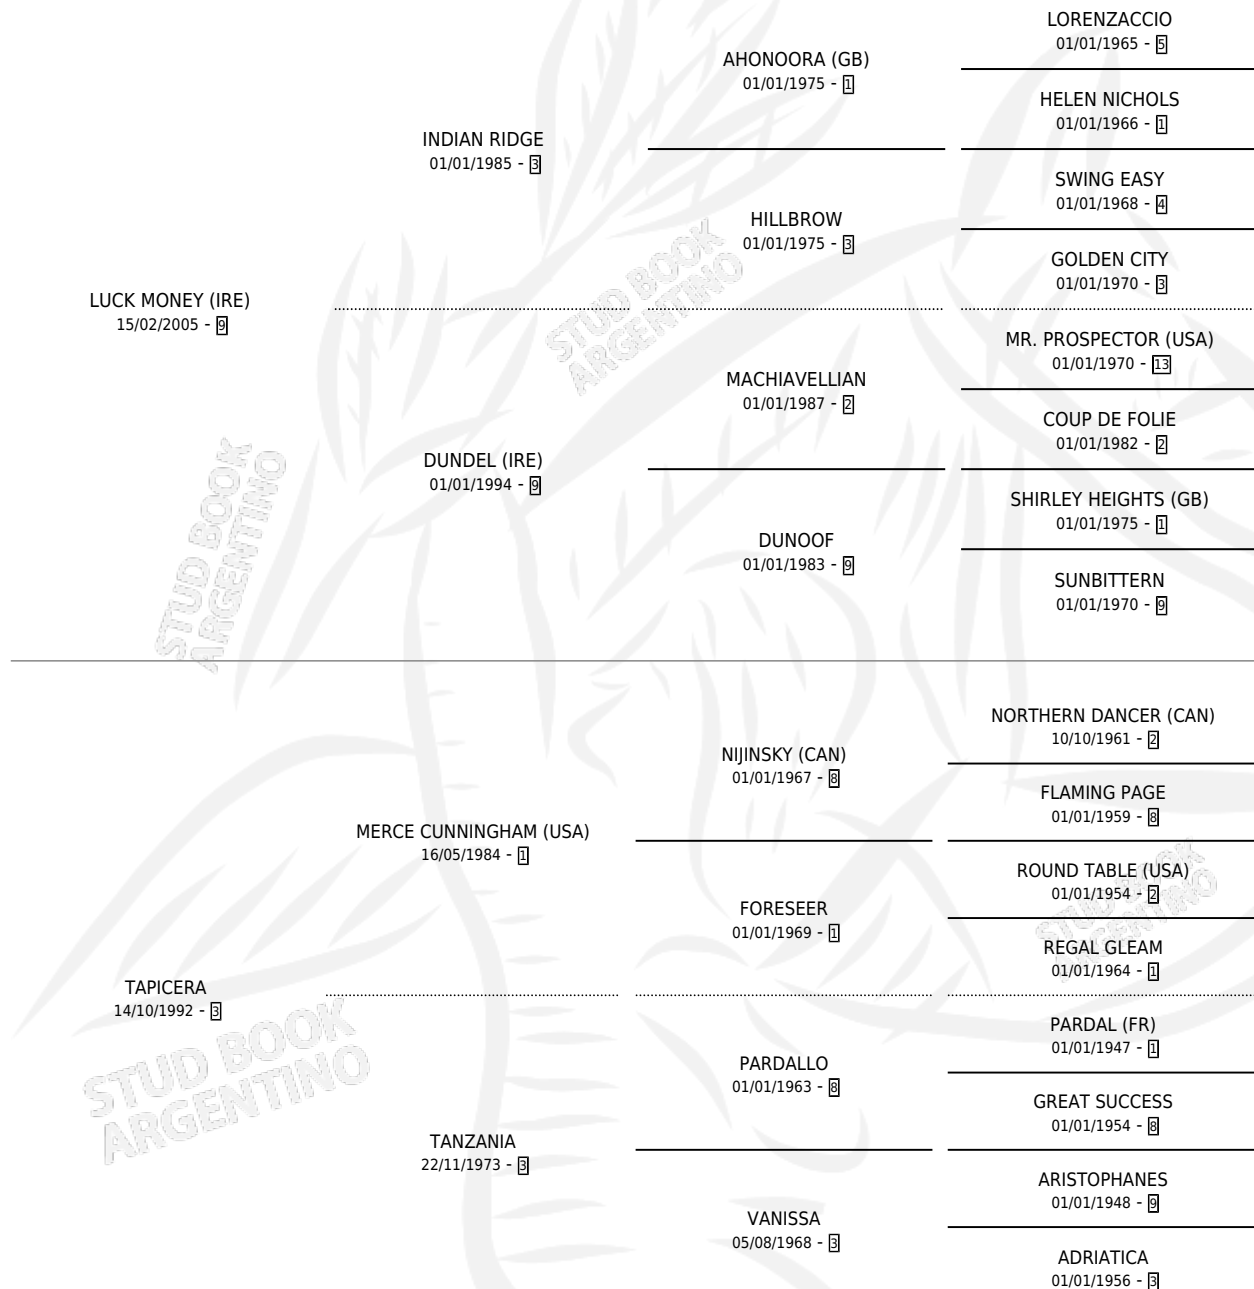 LORENZACCIO
01/01/1965 - 5
AHONOORA (GB)
01/01/1975 - 1
HELEN NICHOLS
01/01/1966 - 1
INDIAN RIDGE
01/01/1985 - 3
SWING EASY
01/01/1968 - 4
HILLBROW
01/01/1975 - 3
GOLDEN CITY
01/01/1970 - 3
LUCK MONEY (IRE)
15/02/2005 - 9
STUD BOOK
ARGENTINO
MR. PROSPECTOR (USA)
01/01/1970 - 13
MACHIAVELLIAN
01/01/1987 - 2
COUP DE FOLIE
01/01/1982 - 2
DUNDEL (IRE)
01/01/1994 - 9
SHIRLEY HEIGHTS (GB)
01/01/1975 - 1
DUNOOF
01/01/1983 - 9
SUNBITTERN
01/01/1970 - 9
STUD BOOK
ARGENTINO
NORTHERN DANCER (CAN)
10/10/1961 - 2
NIJINSKY (CAN)
01/01/1967 - 8
FLAMING PAGE
01/01/1959 - 8
MERCE CUNNINGHAM (USA)
16/05/1984 - 1
ROUND TABLE (USA)
01/01/1954 - 2
STUD BOOK
ARGENTINO
FORESEER
01/01/1969 - 1
REGAL GLEAM
01/01/1964 - 1
TAPICERA
14/10/1992 - 3
STUD BOOK
ARGENTINO
PARDAL (FR)
01/01/1947 - 1
PARDALLO
01/01/1963 - 8
GREAT SUCCESS
01/01/1954 - 8
TANZANIA
22/11/1973 - 3
ARISTOPHANES
01/01/1948 - 9
VANISSA
05/08/1968 - 3
ADRIATICA
01/01/1956 - 3